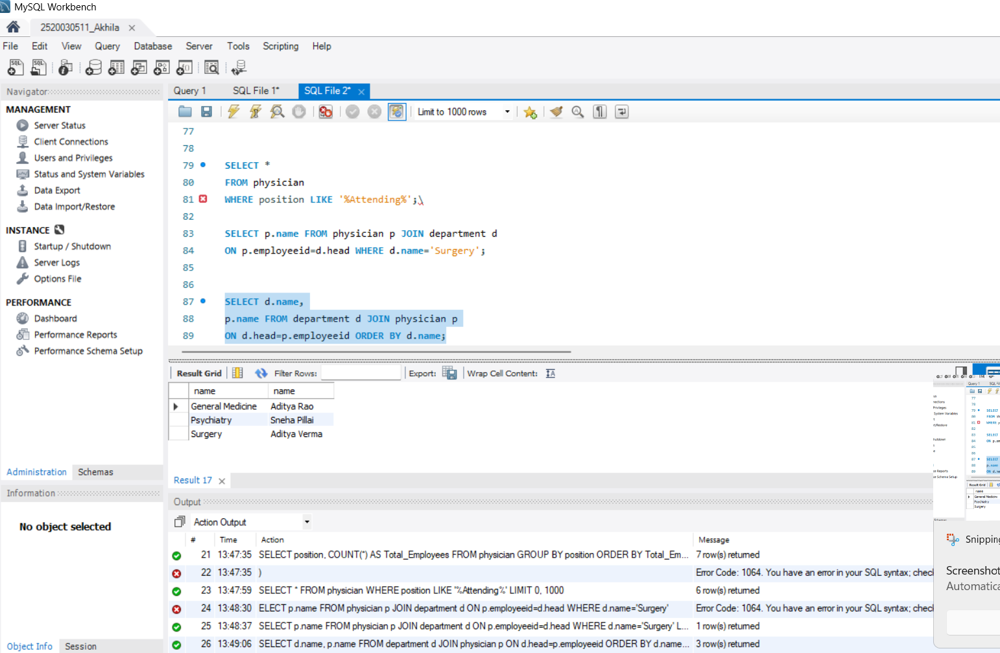 MySQL Workbench
2520030511_Akhila
File Edit View Query Database Server Tools Scripting Help
Navigator
MANAGEMENT
Server Status
Client Connections
Users and Privileges
Status and System Variables
Data Export
Data Import/Restore
INSTANCE
Startup / Shutdown
Server Logs
Options File
PERFORMANCE
Dashboard
Performance Reports
Performance Schema Setup
Administration Schemas
Information
No object selected
Object Info Session
Query 1 SQL File 1* SQL File 2*
Limit to 1000 rows
77
78
79 SELECT *
80 FROM physician
81 WHERE position LIKE '%Attending%';\
82
83 SELECT p.name FROM physician p JOIN department d
84 ON p.employeeid=d.head WHERE d.name='Surgery';
85
86
87 SELECT d.name,
88 p.name FROM department d JOIN physician p
89 ON d.head=p.employeeid ORDER BY d.name;
Result Grid Filter Rows: Export: Wrap Cell Content:
name name
General Medicine Aditya Rao
Psychiatry Sneha Pillai
Surgery Aditya Verma
Result 17
Output
Action Output
# Time Action Message
21 13:47:35 SELECT position, COUNT(*) AS Total_Employees FROM physician GROUP BY position ORDER BY Total_Em... 7 row(s) returned
22 13:47:35 ) Error Code: 1064. You have an error in your SQL syntax; check
23 13:47:59 SELECT * FROM physician WHERE position LIKE '%Attending%' LIMIT 0, 1000 6 row(s) returned
24 13:48:30 ELECT p.name FROM physician p JOIN department d ON p.employeeid=d.head WHERE d.name='Surgery' Error Code: 1064. You have an error in your SQL syntax; check
25 13:48:37 SELECT p.name FROM physician p JOIN department d ON p.employeeid=d.head WHERE d.name='Surgery' L... 1 row(s) returned
26 13:49:06 SELECT d.name, p.name FROM department d JOIN physician p ON d.head=p.employeeid ORDER BY d.name... 3 row(s) returned
Snipping
Screenshot
Automatica